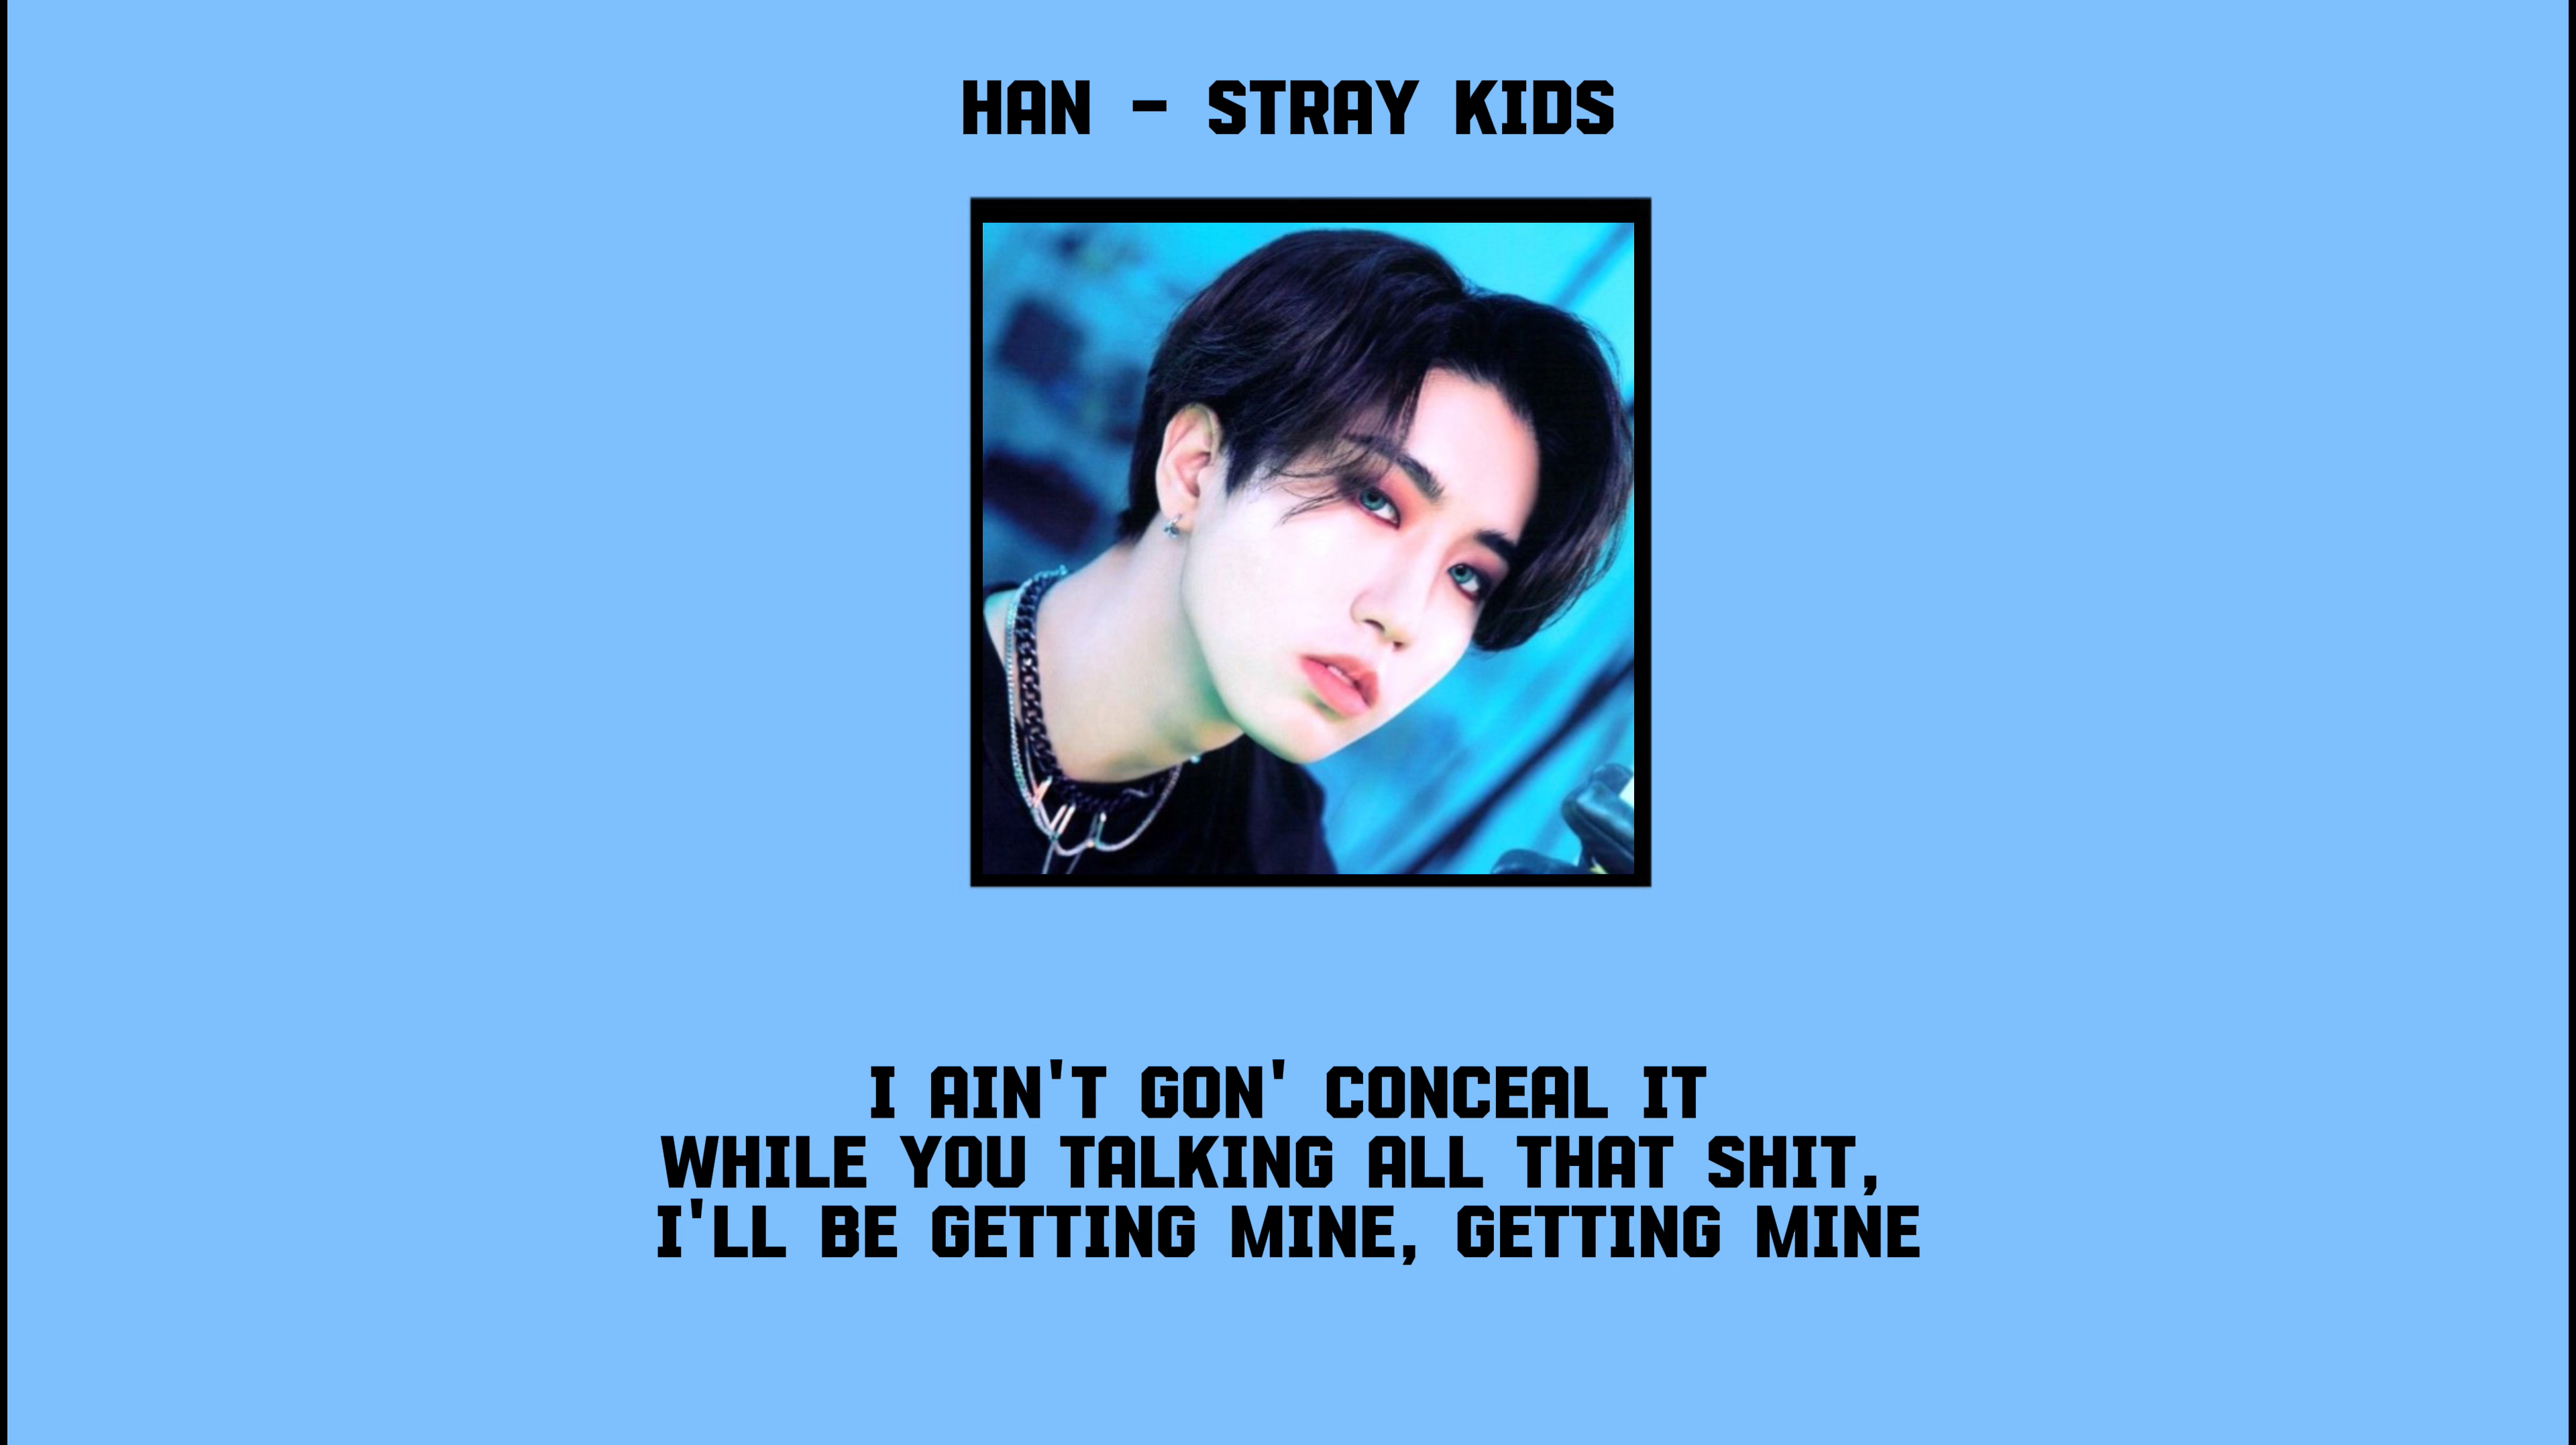 HAN - STRAY KIDS
I AIN'T GON' CONCEAL IT
WHILE YOU TALKING ALL THAT SHIT,
I'LL BE GETTING MINE, GETTING MINE